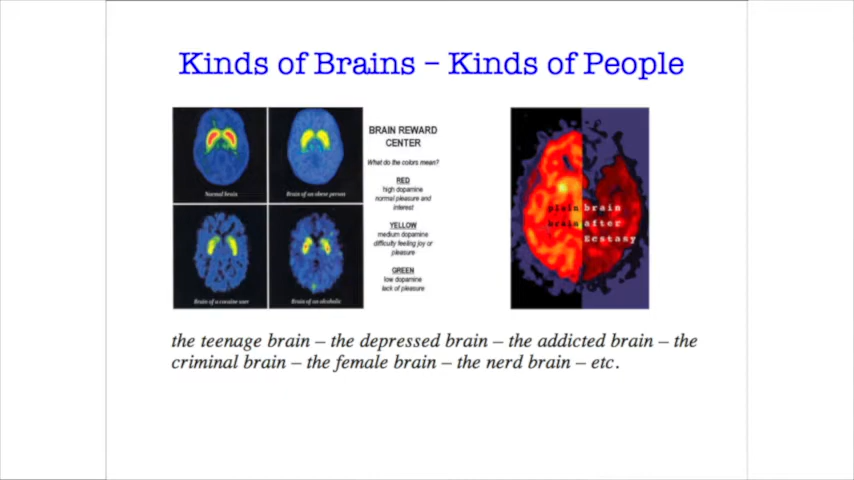 Kinds of Brains – Kinds of People
Normal brain
Brain of an obese person
Brain of a cocaine user
Brain of an alcoholic
BRAIN REWARD
CENTER
What do the colors mean?
RED
high dopamine
normal pleasure and
interest
YELLOW
medium dopamine
difficulty feeling joy or
pleasure
GREEN
low dopamine
lack of pleasure
plain brain
brain after
Ecstasy
the teenage brain – the depressed brain – the addicted brain – the
criminal brain – the female brain – the nerd brain – etc.